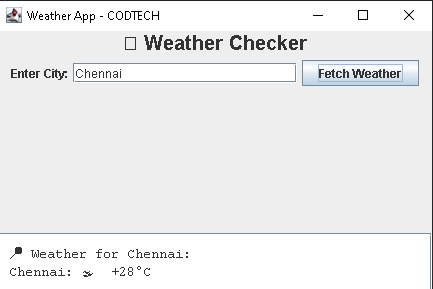 Weather App - CODTECH
Weather Checker
Enter City: Chennai Fetch Weather
Weather for Chennai:
Chennai: +28°C